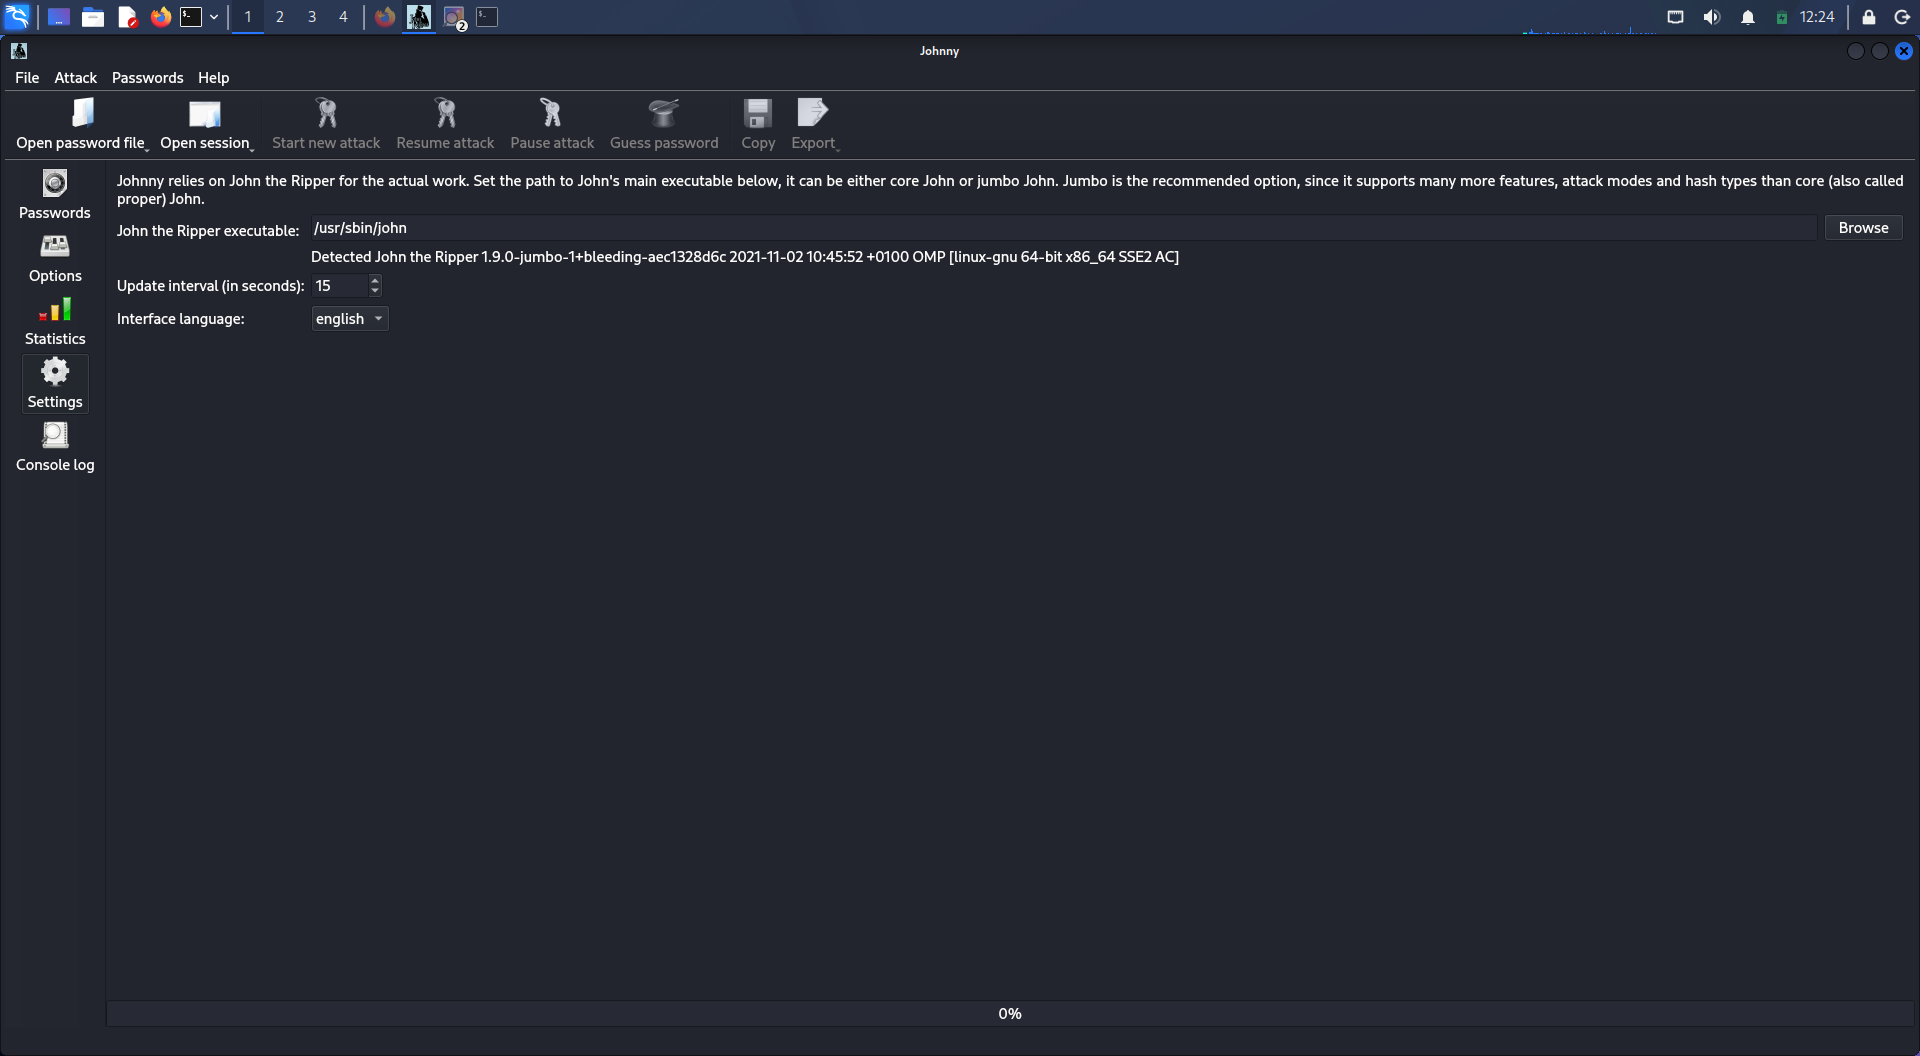 1 2 3 4 2 12:24
Johnny
File Attack Passwords Help
Open password file Open session Start new attack Resume attack Pause attack Guess password Copy Export
Passwords
Options
Statistics
Settings
Console log
Johnny relies on John the Ripper for the actual work. Set the path to John's main executable below, it can be either core John or jumbo John. Jumbo is the recommended option, since it supports many more features, attack modes and hash types than core (also called
proper) John.
John the Ripper executable: /usr/sbin/john Browse
Detected John the Ripper 1.9.0-jumbo-1+bleeding-aec1328d6c 2021-11-02 10:45:52 +0100 OMP [linux-gnu 64-bit x86_64 SSE2 AC]
Update interval (in seconds): 15
Interface language: english
0%